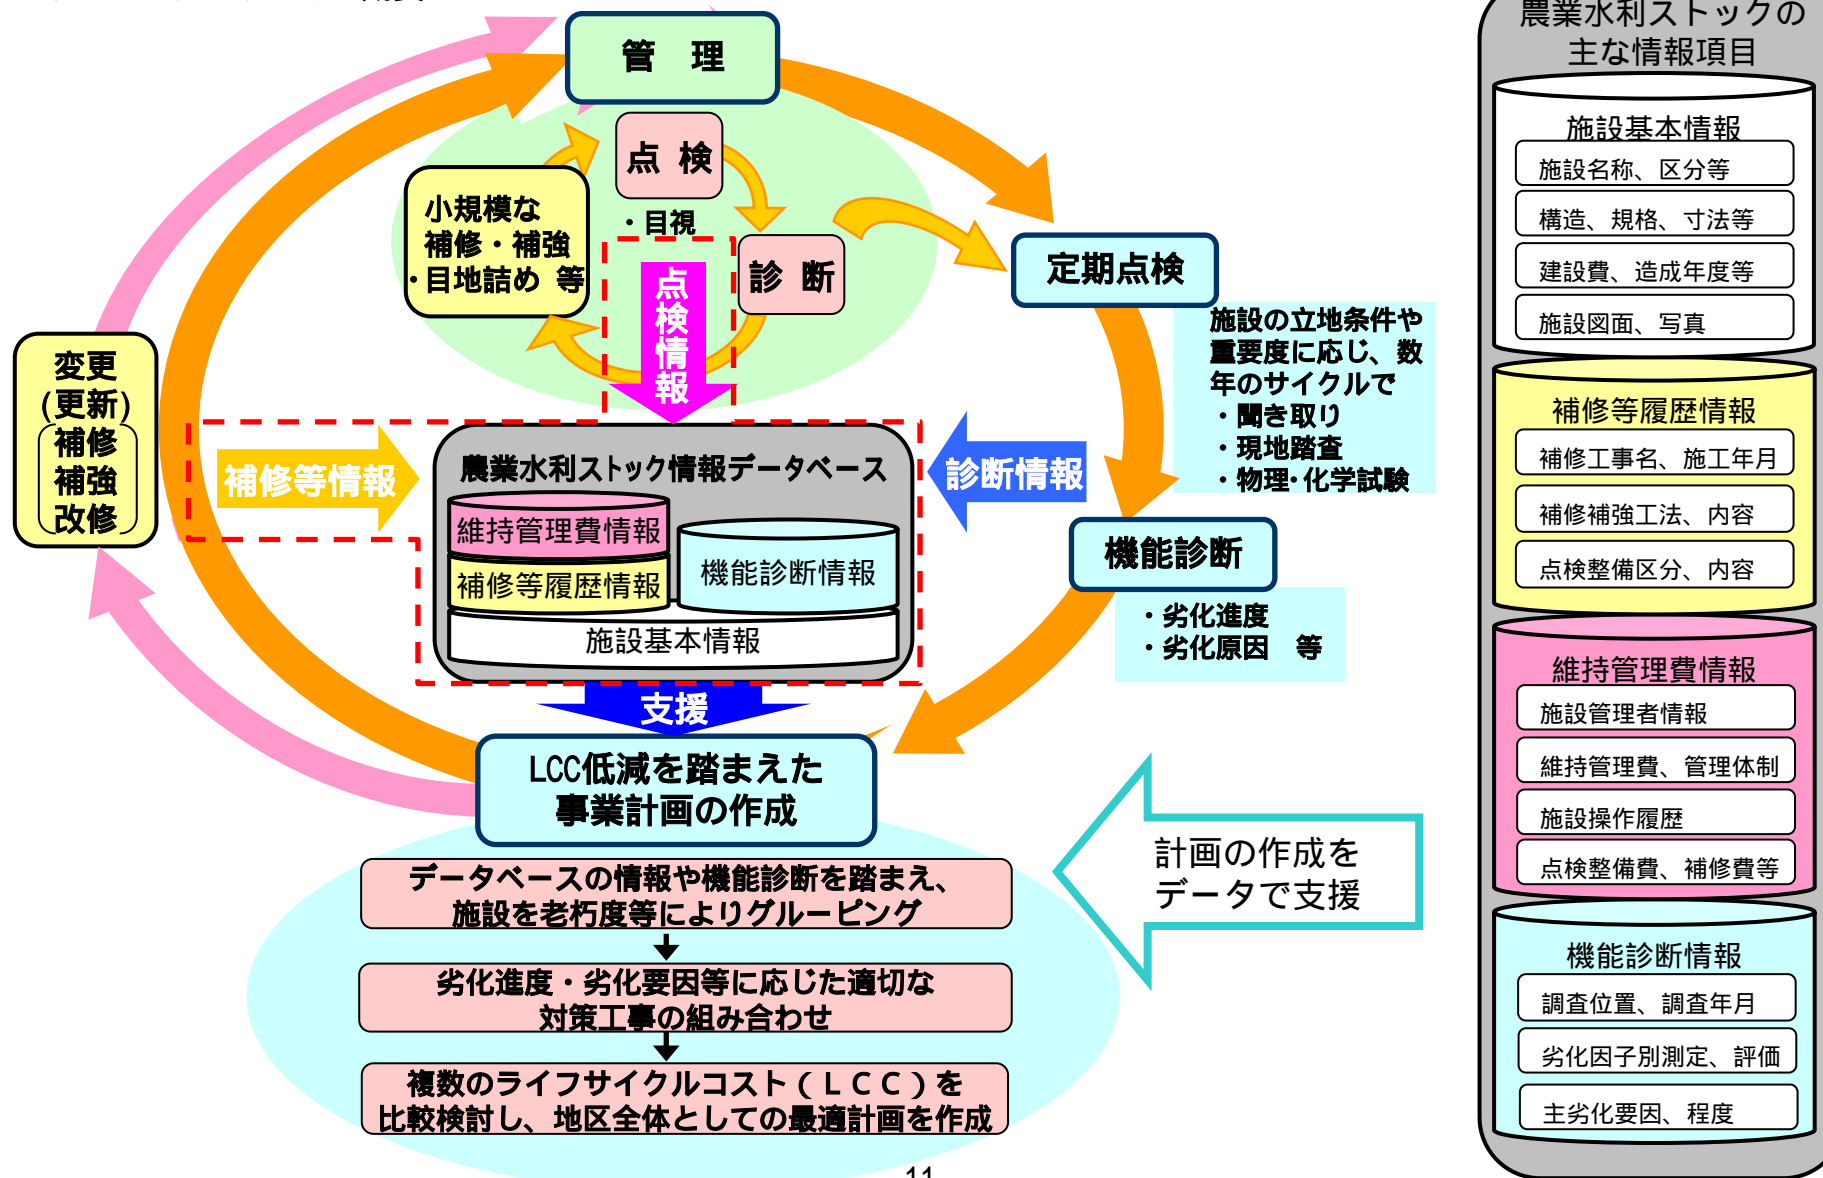 管　理
点 検
・目視
小規模な
補修・補強
・目地詰め 等
診 断
点検情報
定期点検
施設の立地条件や
重要度に応じ、数
年のサイクルで
・聞き取り
・現地踏査
・物理・化学試験
変更
(更新)
補修
補強
改修
補修等情報
農業水利ストック情報データベース
維持管理費情報
補修等履歴情報
機能診断情報
施設基本情報
診断情報
機能診断
・劣化進度
・劣化原因　等
支援
LCC低減を踏まえた
事業計画の作成
データベースの情報や機能診断を踏まえ、
施設を老朽度等によりグルーピング
劣化進度・劣化要因等に応じた適切な
対策工事の組み合わせ
複数のライフサイクルコスト（ＬＣＣ）を
比較検討し、地区全体としての最適計画を作成
計画の作成を
データで支援
11
農業水利ストックの
主な情報項目
施設基本情報
施設名称、区分等
構造、規格、寸法等
建設費、造成年度等
施設図面、写真
補修等履歴情報
補修工事名、施工年月
補修補強工法、内容
点検整備区分、内容
維持管理費情報
施設管理者情報
維持管理費、管理体制
施設操作履歴
点検整備費、補修費等
機能診断情報
調査位置、調査年月
劣化因子別測定、評価
主劣化要因、程度